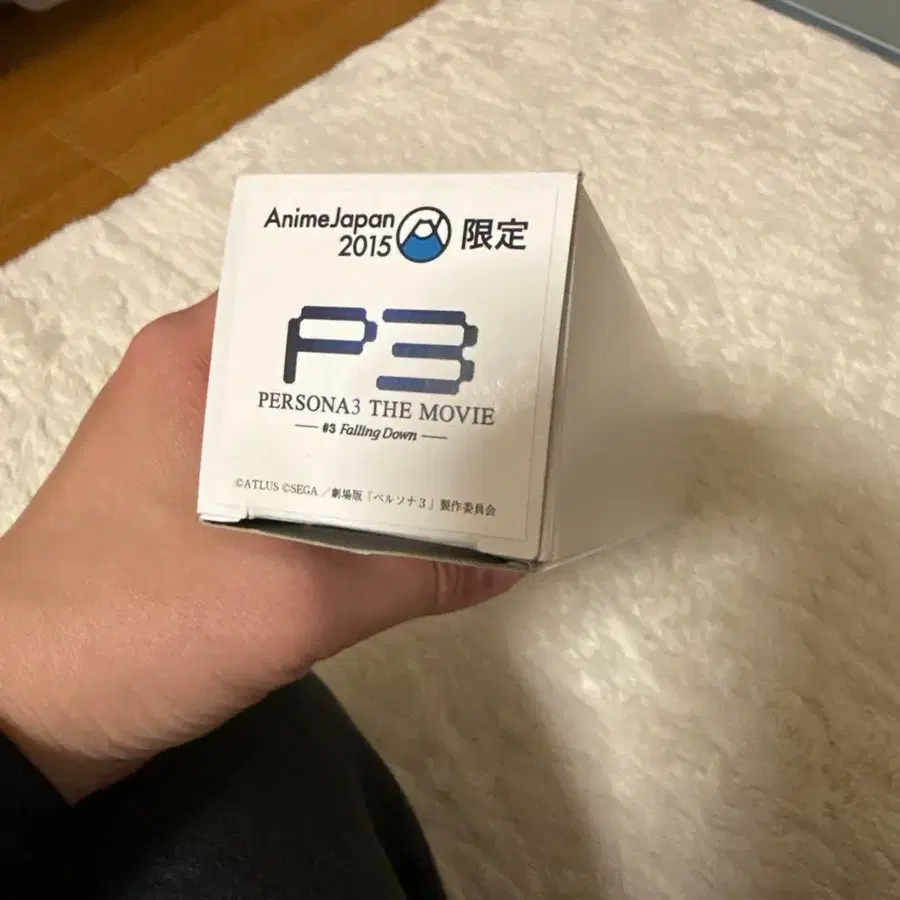 AnimeJapan
2015 限定
P3
PERSONA3 THE MOVIE
#3 Falling Down
©ATLUS ©SEGA／劇場版「ペルソナ3」製作委員会